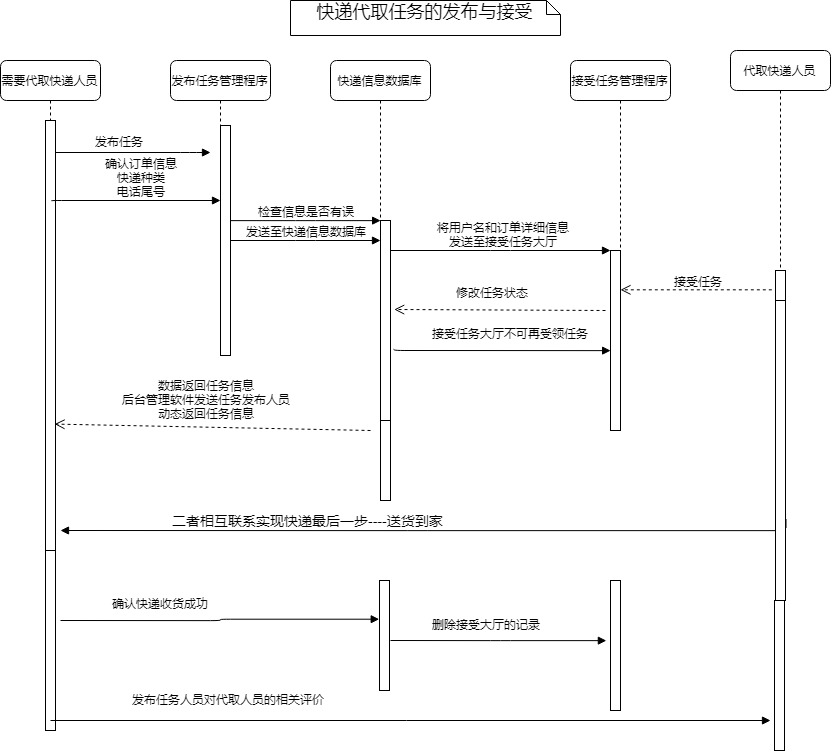 快递代取任务的发布与接受
需要代取快递人员
发布任务管理程序
快递信息数据库
接受任务管理程序
代取快递人员
发布任务
确认订单信息
快递种类
电话尾号
检查信息是否有误
发送至快递信息数据库
将用户名和订单详细信息
发送至接受任务大厅
接受任务
修改任务状态
接受任务大厅不可再受领任务
数据返回任务信息
后台管理软件发送任务发布人员
动态返回任务信息
二者相互联系实现快递最后一步----送货到家
确认快递收货成功
删除接受大厅的记录
发布任务人员对代取人员的相关评价